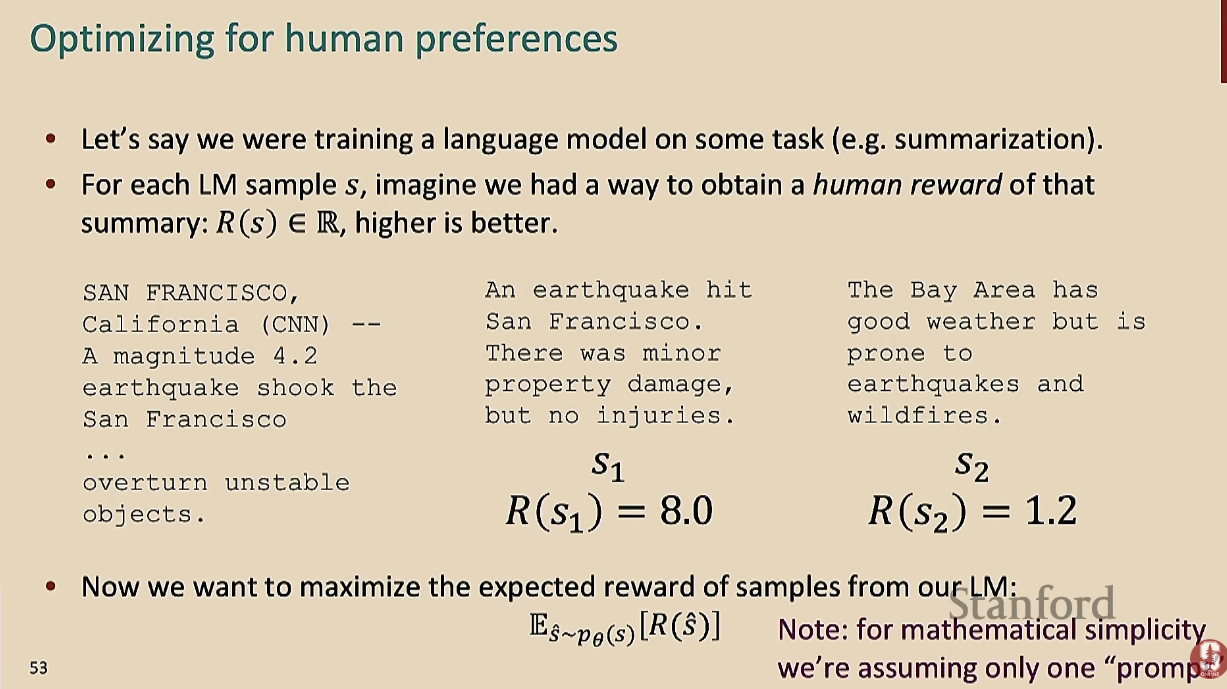 Optimizing for human preferences
• Let's say we were training a language model on some task (e.g. summarization).
• For each LM sample s, imagine we had a way to obtain a human reward of that
summary: R(s) ∈ ℝ, higher is better.
SAN FRANCISCO,
California (CNN) --
A magnitude 4.2
earthquake shook the
San Francisco
...
overturn unstable
objects.
An earthquake hit
San Francisco.
There was minor
property damage,
but no injuries.
s₁
R(s₁) = 8.0
The Bay Area has
good weather but is
prone to
earthquakes and
wildfires.
s₂
R(s₂) = 1.2
• Now we want to maximize the expected reward of samples from our LM:
𝔼ŝ~pθ(s)[R(ŝ)]
Stanford
Note: for mathematical simplicity
we're assuming only one "promp
53